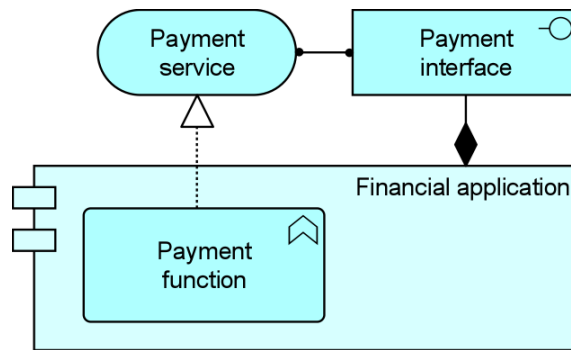 Payment
service
Payment
interface
Financial application
Payment
function